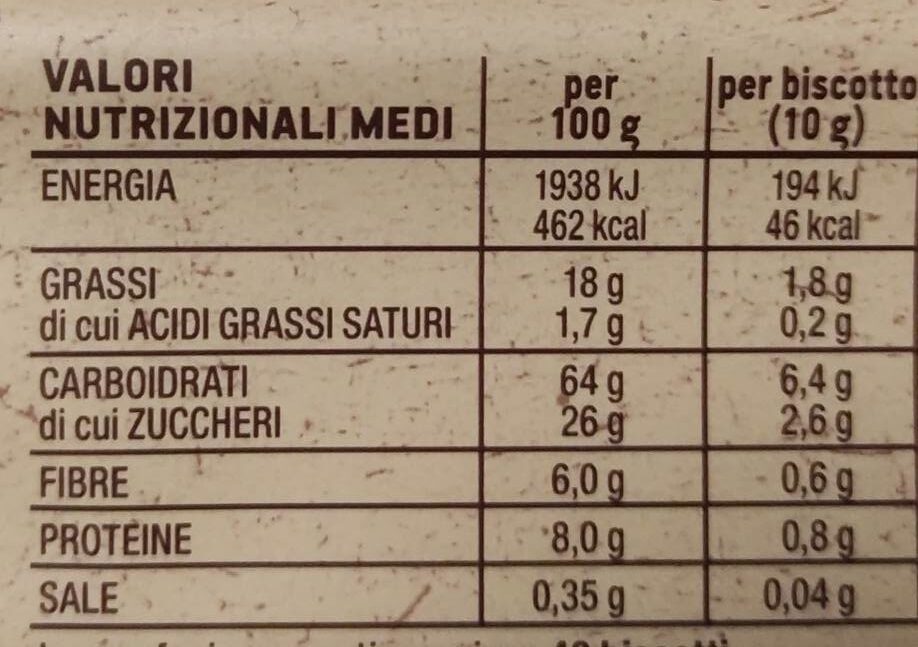 VALORI NUTRIZIONALI MEDI per 100 g per biscotto (10 g)
ENERGIA 1938 kJ 194 kJ
462 kcal 46 kcal
GRASSI 18 g 1,8 g
di cui ACIDI GRASSI SATURI 1,7 g 0,2 g
CARBOIDRATI 64 g 6,4 g
di cui ZUCCHERI 26 g 2,6 g
FIBRE 6,0 g 0,6 g
PROTEINE 8,0 g 0,8 g
SALE 0,35 g 0,04 g